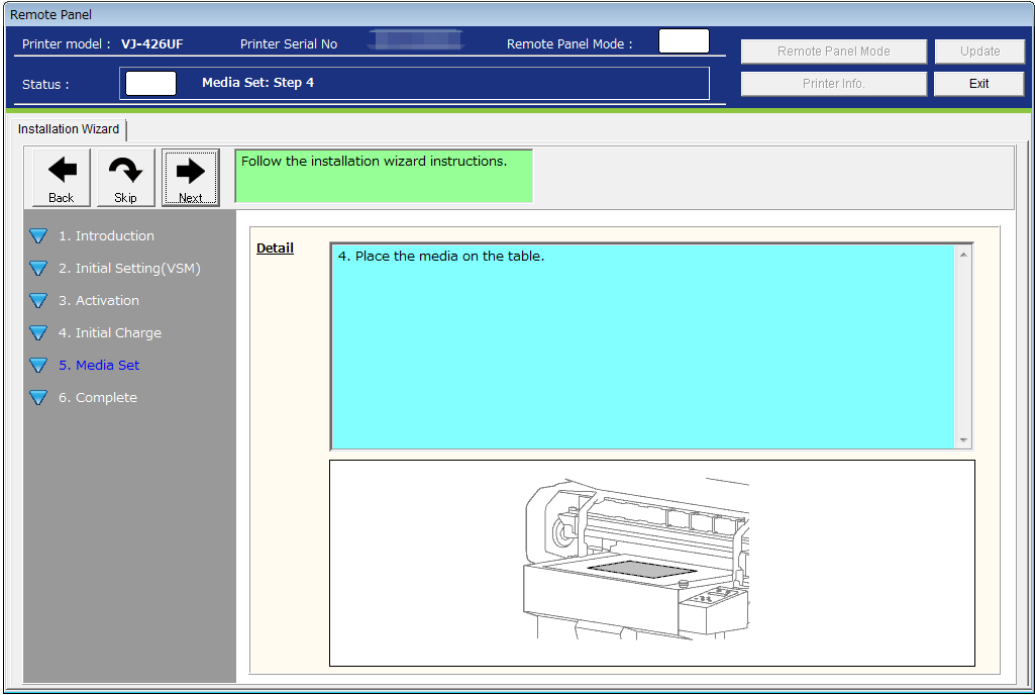 Remote Panel
Printer model : VJ-426UF Printer Serial No Remote Panel Mode :
Remote Panel Mode Update
Status : Media Set: Step 4
Printer Info. Exit
Installation Wizard
Follow the installation wizard instructions.
Back Skip Next
1. Introduction
2. Initial Setting(VSM)
3. Activation
4. Initial Charge
5. Media Set
6. Complete
Detail
4. Place the media on the table.